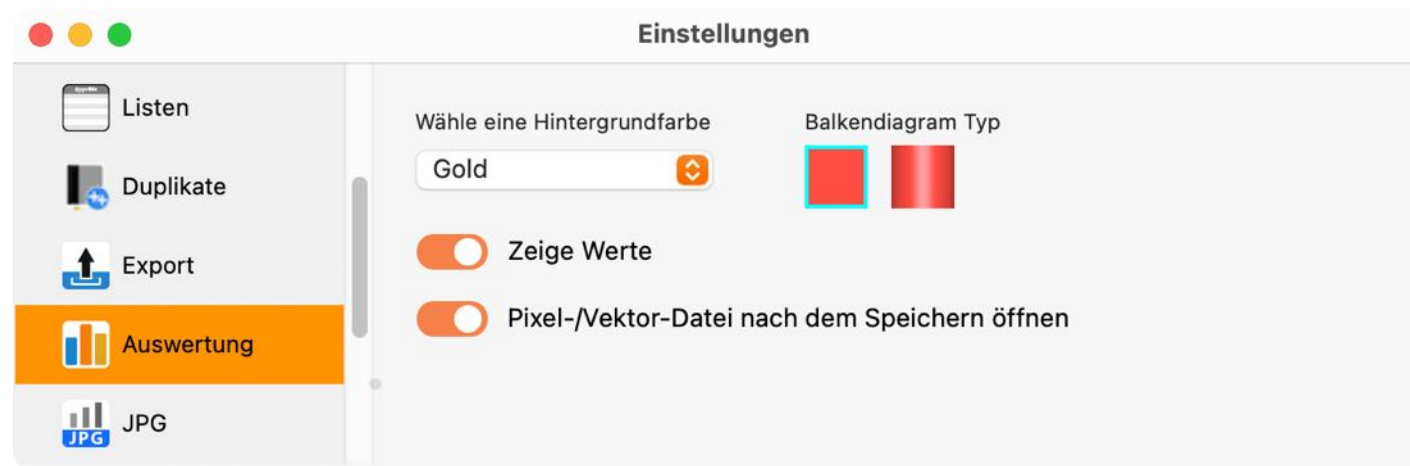 Einstellungen
Listen
Duplikate
Export
Auswertung
JPG
JPG
Wähle eine Hintergrundfarbe
Gold
Balkendiagram Typ
Zeige Werte
Pixel-/Vektor-Datei nach dem Speichern öffnen